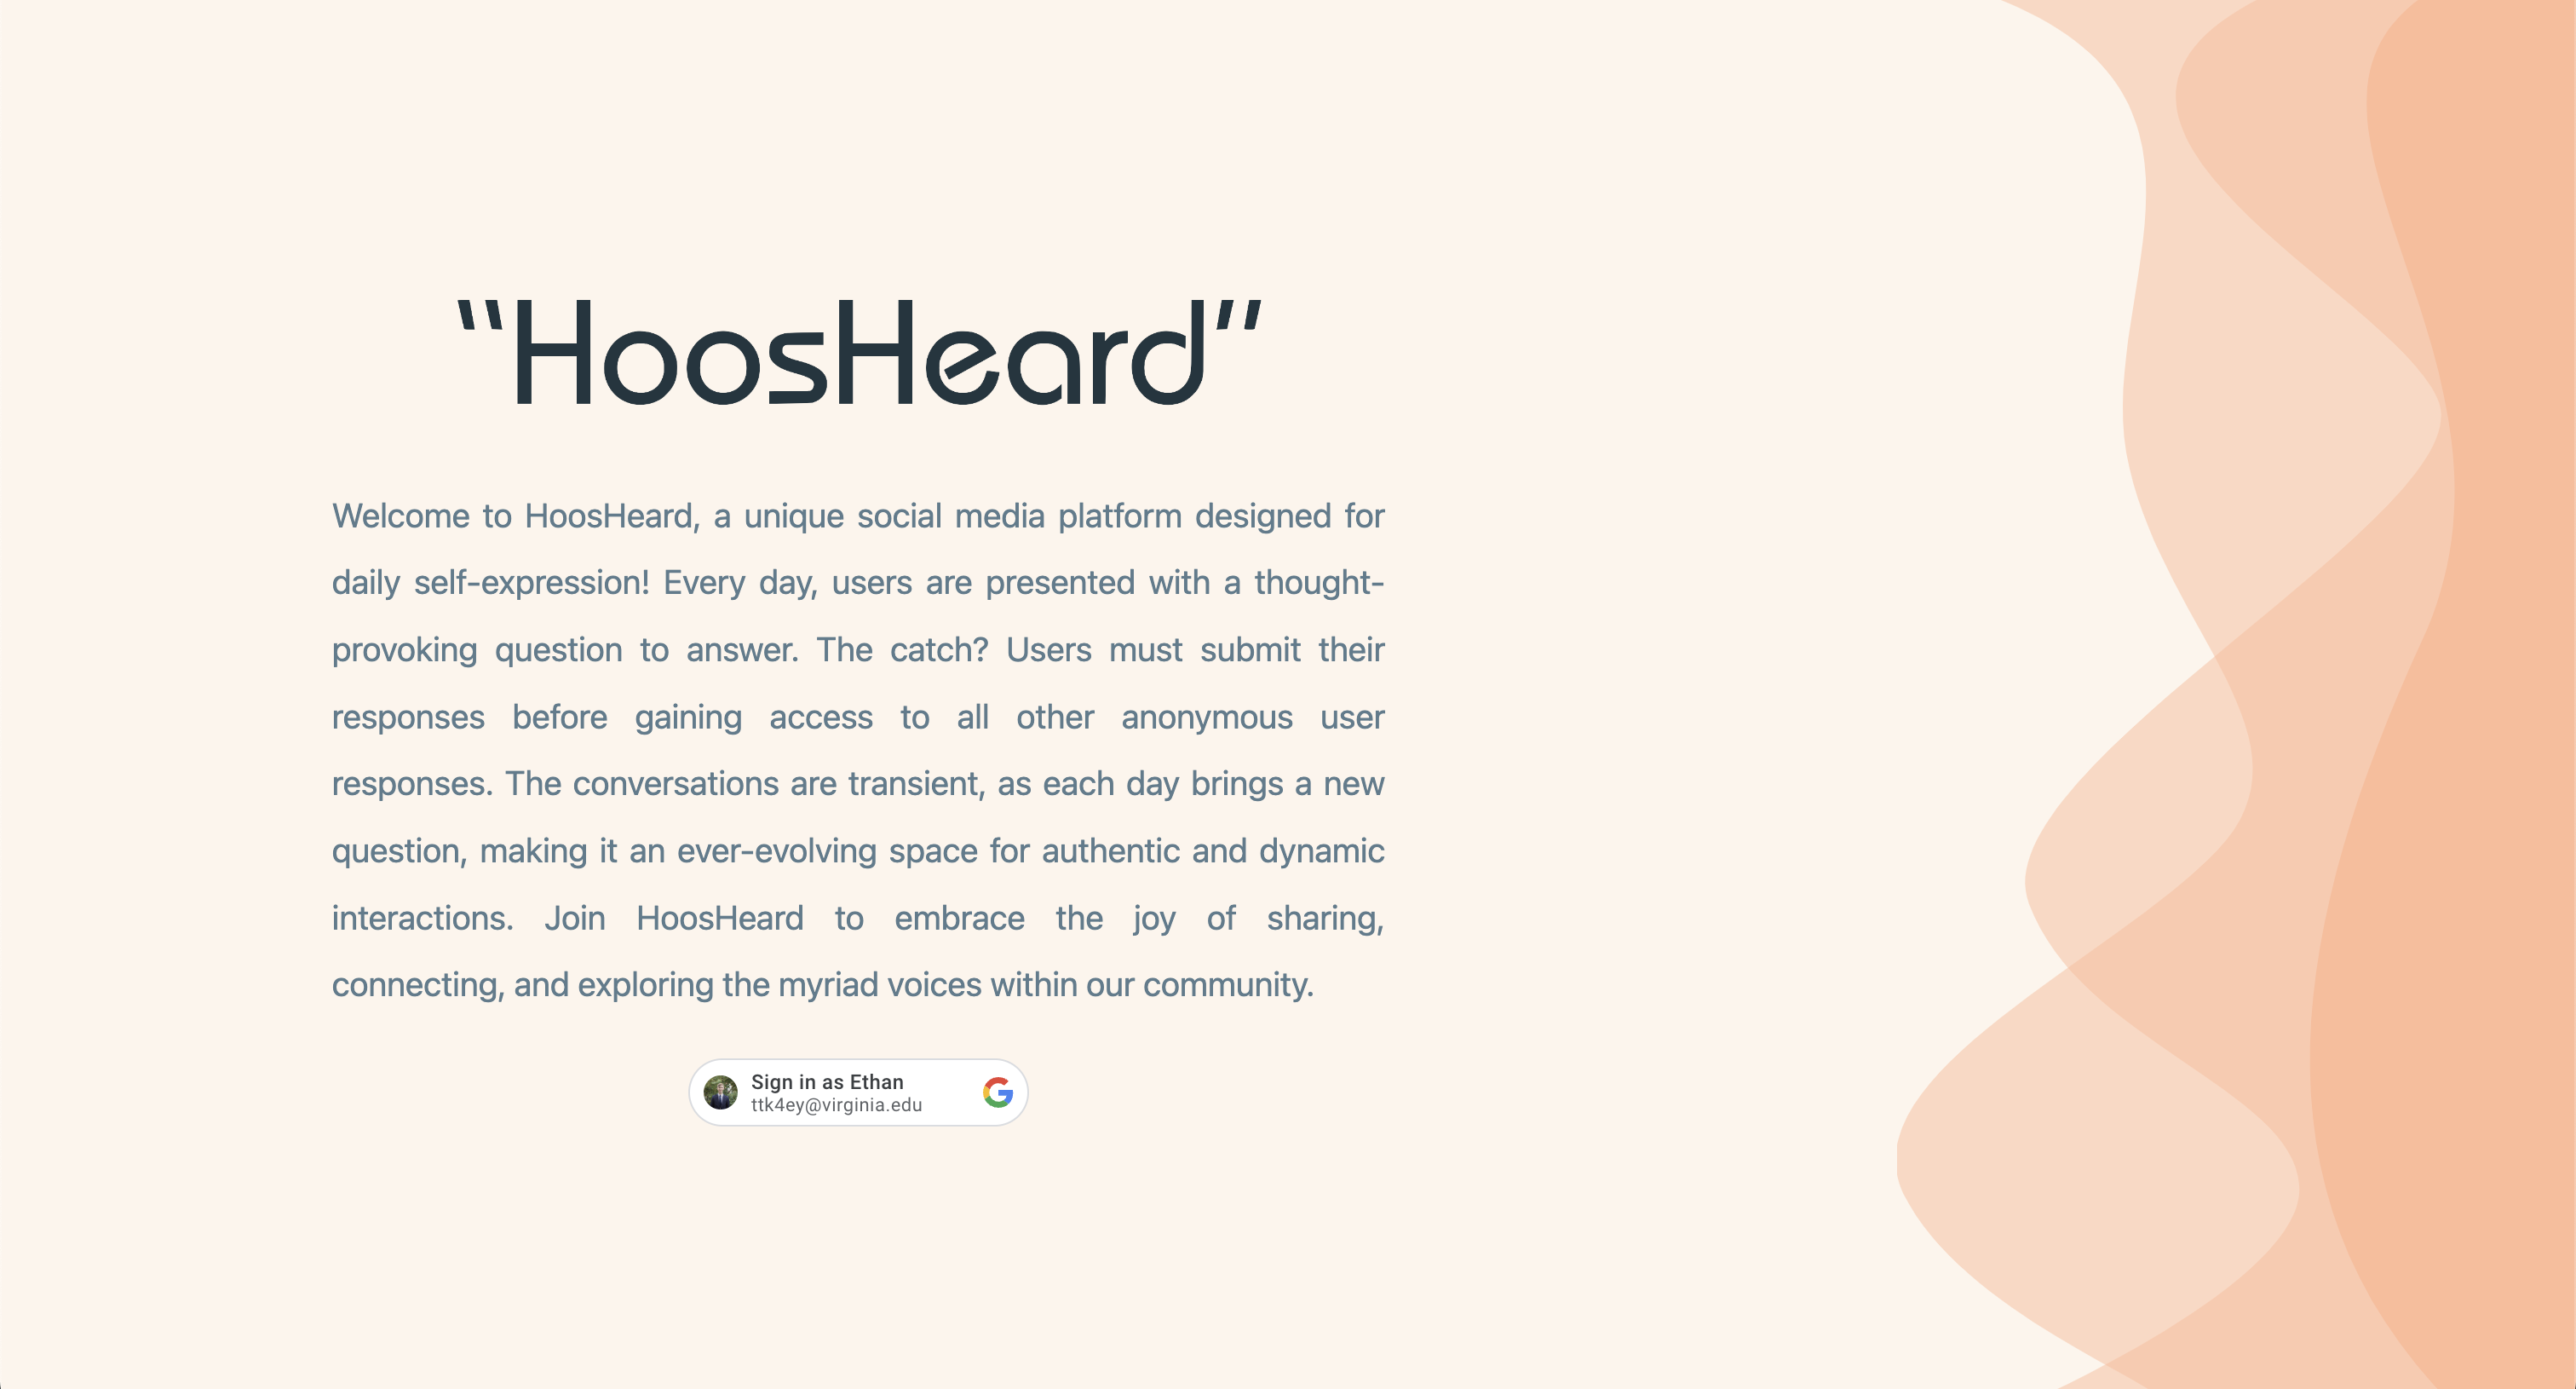 “HoosHeard”
Welcome to HoosHeard, a unique social media platform designed for
daily self-expression! Every day, users are presented with a thought-
provoking question to answer. The catch? Users must submit their
responses before gaining access to all other anonymous user
responses. The conversations are transient, as each day brings a new
question, making it an ever-evolving space for authentic and dynamic
interactions. Join HoosHeard to embrace the joy of sharing,
connecting, and exploring the myriad voices within our community.
Sign in as Ethan
ttk4ey@virginia.edu